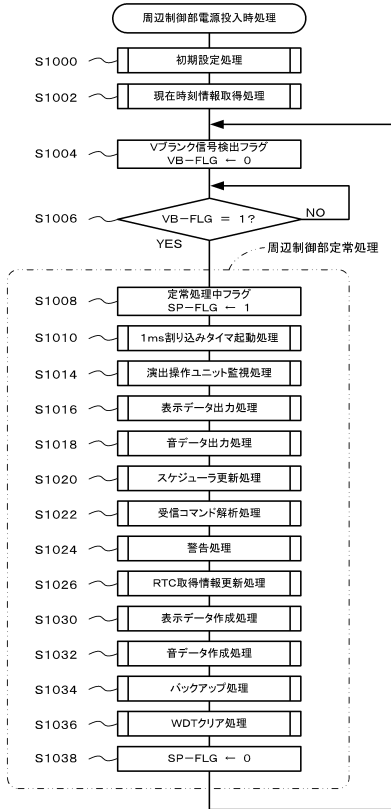 周辺制御部電源投入時処理
S1000 初期設定処理
S1002 現在時刻情報取得処理
S1004 Vブランク信号検出フラグ
VB-FLG ← 0
S1006 VB-FLG = 1? NO
YES
周辺制御部定常処理
S1008 定常処理中フラグ
SP-FLG ← 1
S1010 1ms割り込みタイマ起動処理
S1014 演出操作ユニット監視処理
S1016 表示データ出力処理
S1018 音データ出力処理
S1020 スケジューラ更新処理
S1022 受信コマンド解析処理
S1024 警告処理
S1026 RTC取得情報更新処理
S1030 表示データ作成処理
S1032 音データ作成処理
S1034 バックアップ処理
S1036 WDTクリア処理
S1038 SP-FLG ← 0